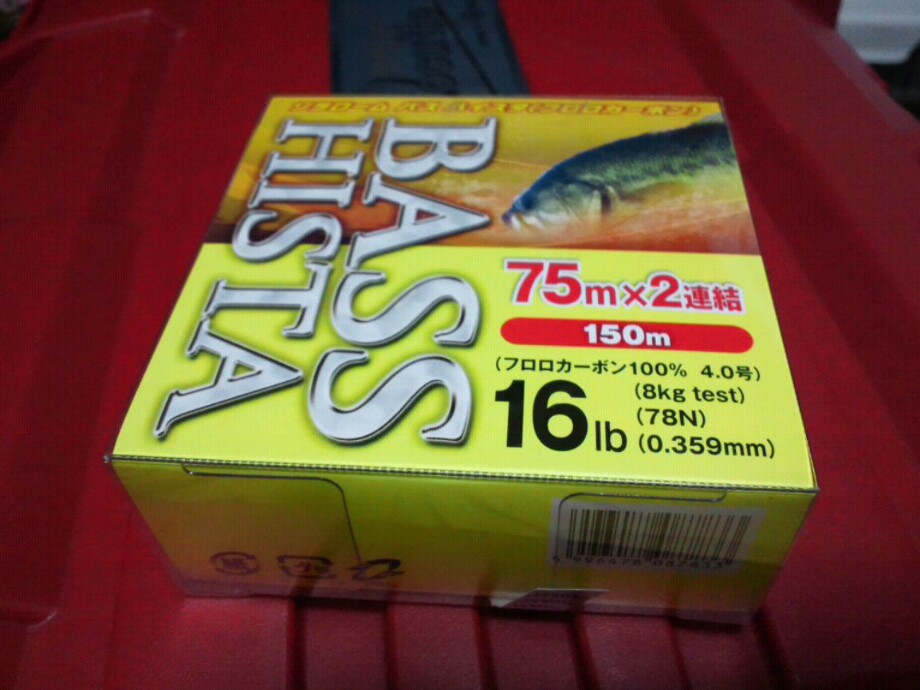 BASS
HISTA
75m×2連結
150m
(フロロカーボン100% 4.0号)
16lb
(8kg test)
(78N)
(0.359mm)